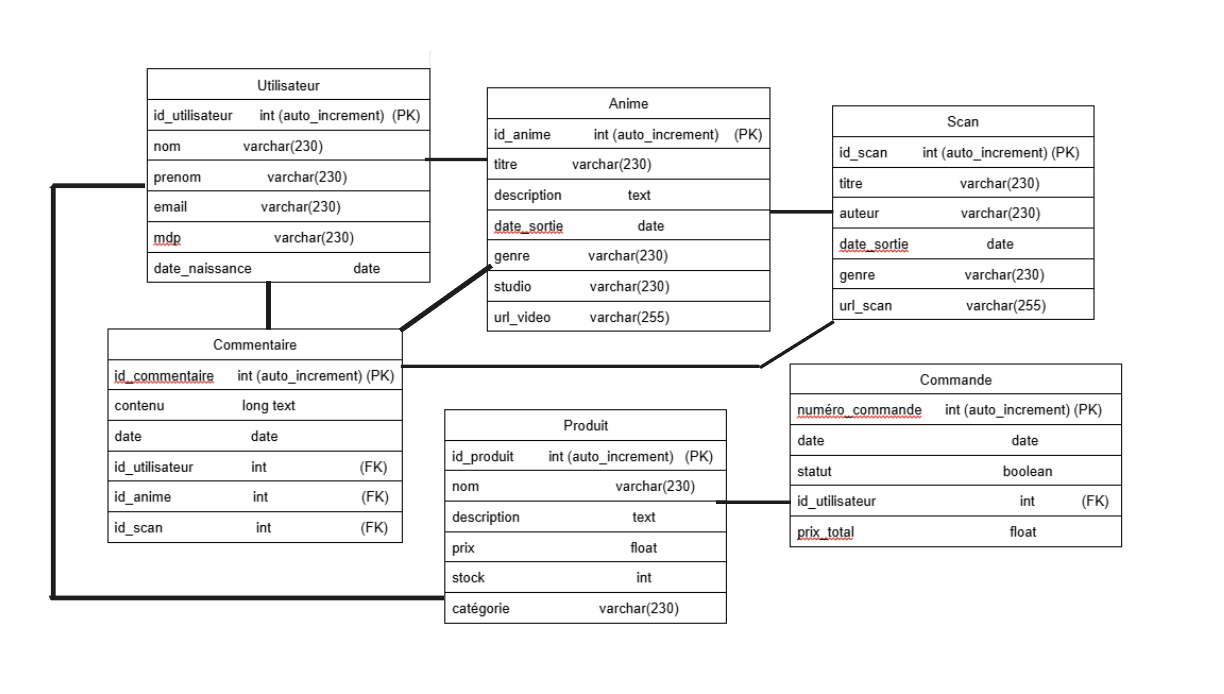 Utilisateur
id_utilisateur int (auto_increment) (PK)
nom varchar(230)
prenom varchar(230)
email varchar(230)
mdp varchar(230)
date_naissance date
Anime
id_anime int (auto_increment) (PK)
titre varchar(230)
description text
date_sortie date
genre varchar(230)
studio varchar(230)
url_video varchar(255)
Scan
id_scan int (auto_increment) (PK)
titre varchar(230)
auteur varchar(230)
date_sortie date
genre varchar(230)
url_scan varchar(255)
Commentaire
id_commentaire int (auto_increment) (PK)
contenu long text
date date
id_utilisateur int (FK)
id_anime int (FK)
id_scan int (FK)
Produit
id_produit int (auto_increment) (PK)
nom varchar(230)
description text
prix float
stock int
catégorie varchar(230)
Commande
numéro_commande int (auto_increment) (PK)
date date
statut boolean
id_utilisateur int (FK)
prix_total float